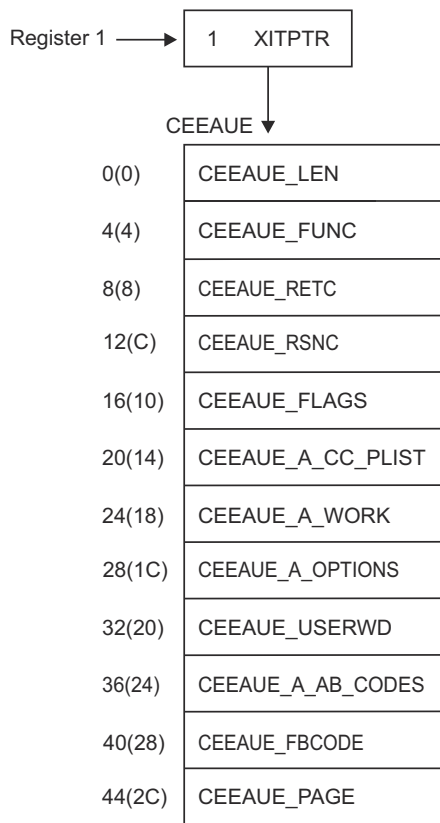 Register 1 1 XITPTR
CEEAUE
0(0) CEEAUE_LEN
4(4) CEEAUE_FUNC
8(8) CEEAUE_RETC
12(C) CEEAUE_RSNC
16(10) CEEAUE_FLAGS
20(14) CEEAUE_A_CC_PLIST
24(18) CEEAUE_A_WORK
28(1C) CEEAUE_A_OPTIONS
32(20) CEEAUE_USERWD
36(24) CEEAUE_A_AB_CODES
40(28) CEEAUE_FBCODE
44(2C) CEEAUE_PAGE